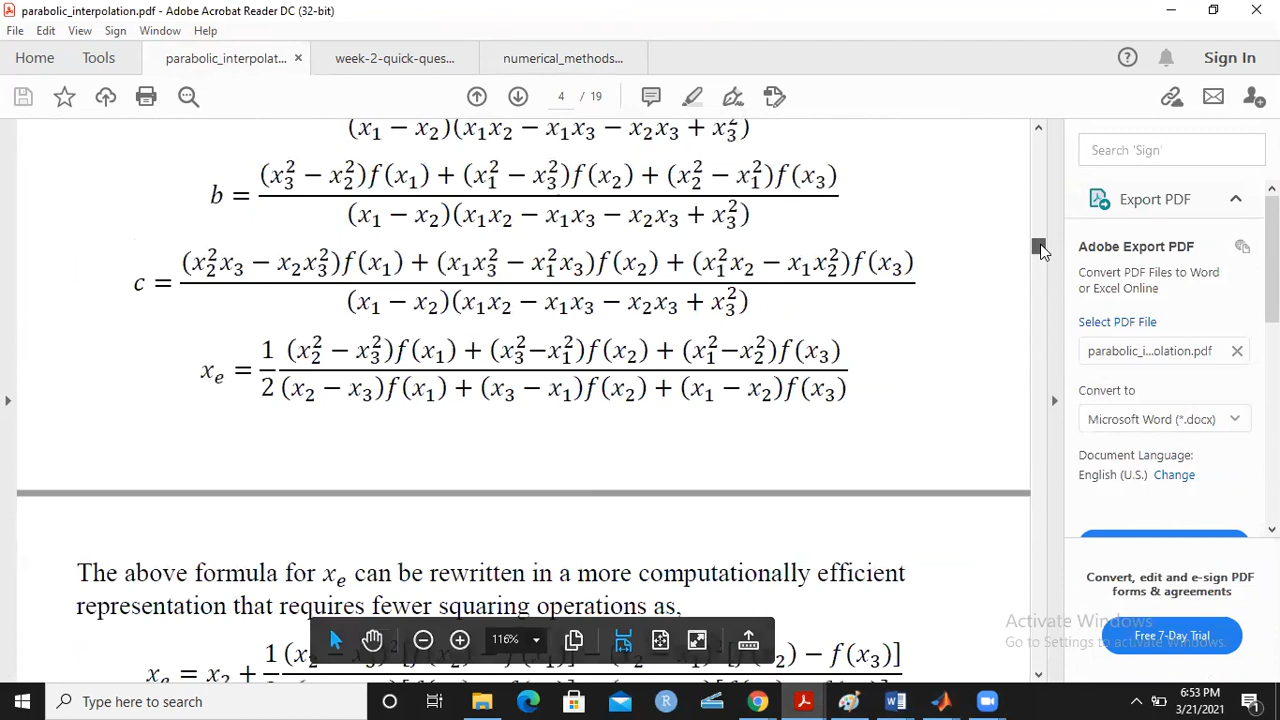 parabolic_interpolation.pdf - Adobe Acrobat Reader DC (32-bit)
File Edit View Sign Window Help
Home Tools parabolic_interpolat... × week-2-quick-ques... numerical_methods... Sign In
4 / 19
(x₁ − x₂)(x₁x₂ − x₁x₃ − x₂x₃ + x₃²)
b = (x₃² − x₂²)f(x₁) + (x₁² − x₃²)f(x₂) + (x₂² − x₁²)f(x₃)
(x₁ − x₂)(x₁x₂ − x₁x₃ − x₂x₃ + x₃²)
c = (x₂²x₃ − x₂x₃²)f(x₁) + (x₁x₃² − x₁²x₃)f(x₂) + (x₁²x₂ − x₁x₂²)f(x₃)
(x₁ − x₂)(x₁x₂ − x₁x₃ − x₂x₃ + x₃²)
xₑ = 1 (x₂² − x₃²)f(x₁) + (x₃²−x₁²)f(x₂) + (x₁²−x₂²)f(x₃)
2 (x₂ − x₃)f(x₁) + (x₃ − x₁)f(x₂) + (x₁ − x₂)f(x₃)
The above formula for xₑ can be rewritten in a more computationally efficient
representation that requires fewer squaring operations as,
116%
xₑ = x₂ +
Search 'Sign'
Export PDF
Adobe Export PDF
Convert PDF Files to Word
or Excel Online
Select PDF File
parabolic_i...olation.pdf ×
Convert to
Microsoft Word (*.docx)
Document Language:
English (U.S.) Change
Convert, edit and e-sign PDF
forms & agreements
Free 7-Day Trial
Activate Windows
Go to Settings to activate Windows.
Type here to search
6:53 PM
3/21/2021